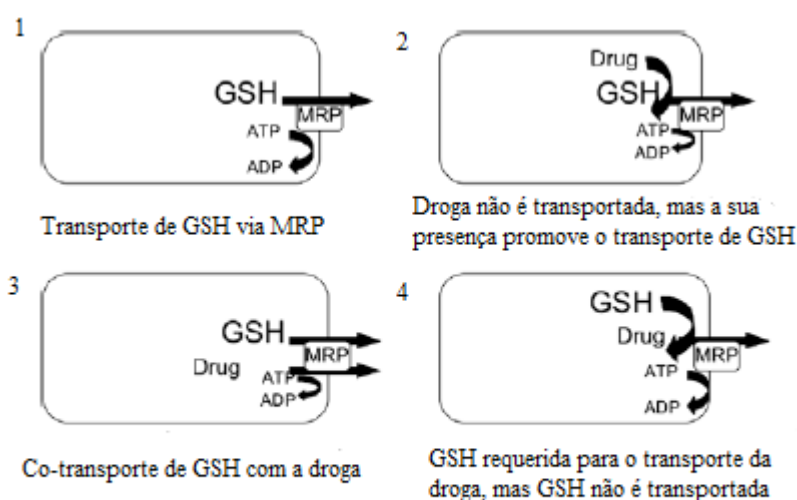 1
GSH
MRP
ATP
ADP
Transporte de GSH via MRP
2
Drug
GSH
MRP
ATP
ADP
Droga não é transportada, mas a sua
presença promove o transporte de GSH
3
GSH
MRP
Drug
ATP
ADP
Co-transporte de GSH com a droga
4
GSH
Drug
MRP
ATP
ADP
GSH requerida para o transporte da
droga, mas GSH não é transportada